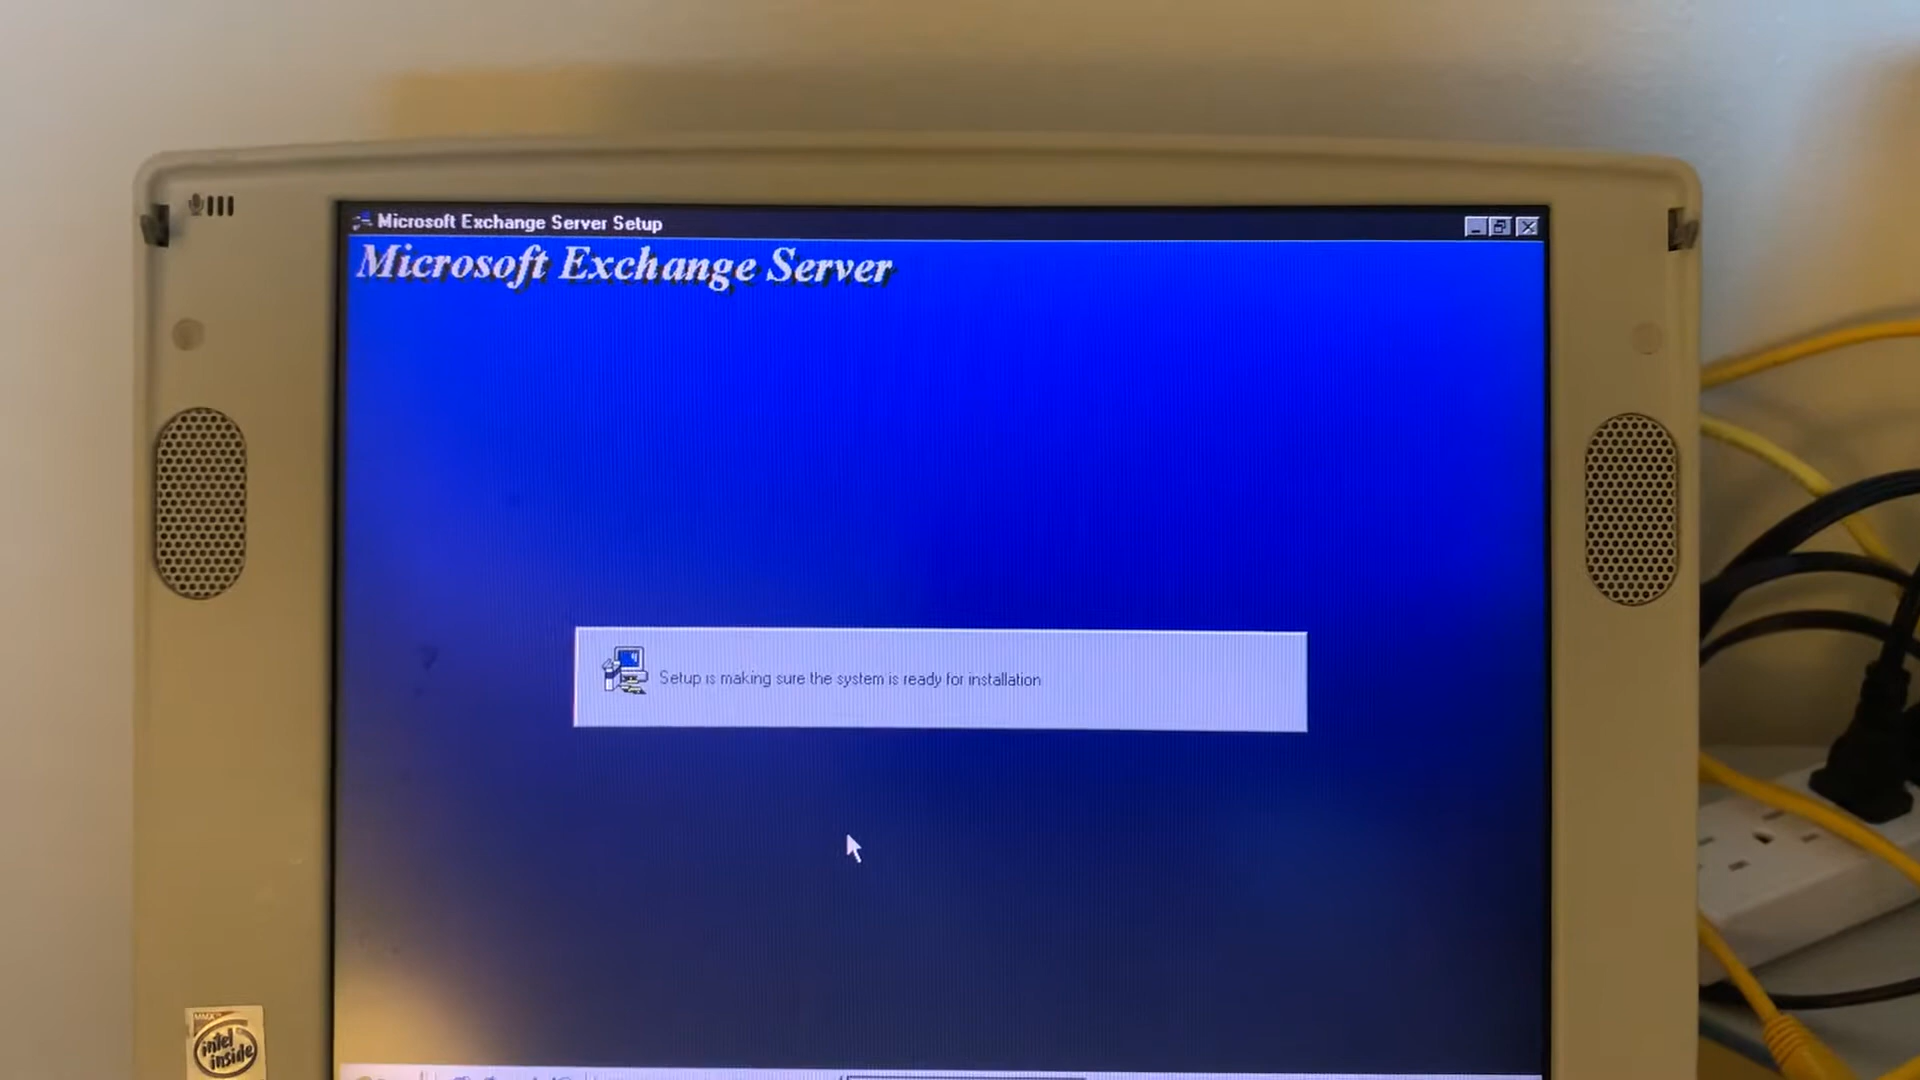 Microsoft Exchange Server Setup
Microsoft Exchange Server
Setup is making sure the system is ready for installation
MMX
intel
inside